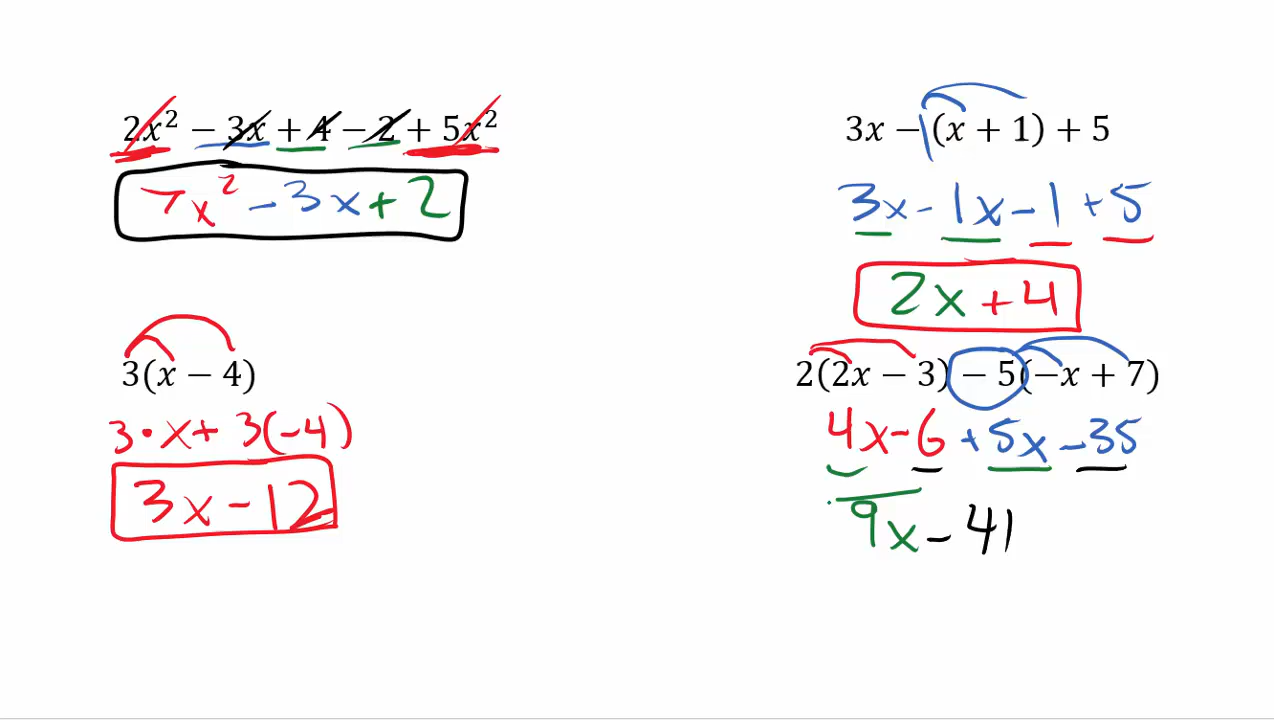 2x² − 3x + 4 − 2 + 5x²
7x² - 3x + 2
3(x − 4)
3 • x + 3(-4)
3x - 12
3x − (x + 1) + 5
3x - 1x - 1 + 5
2x + 4
2(2x − 3) − 5(−x + 7)
4x - 6 + 5x - 35
9x - 41